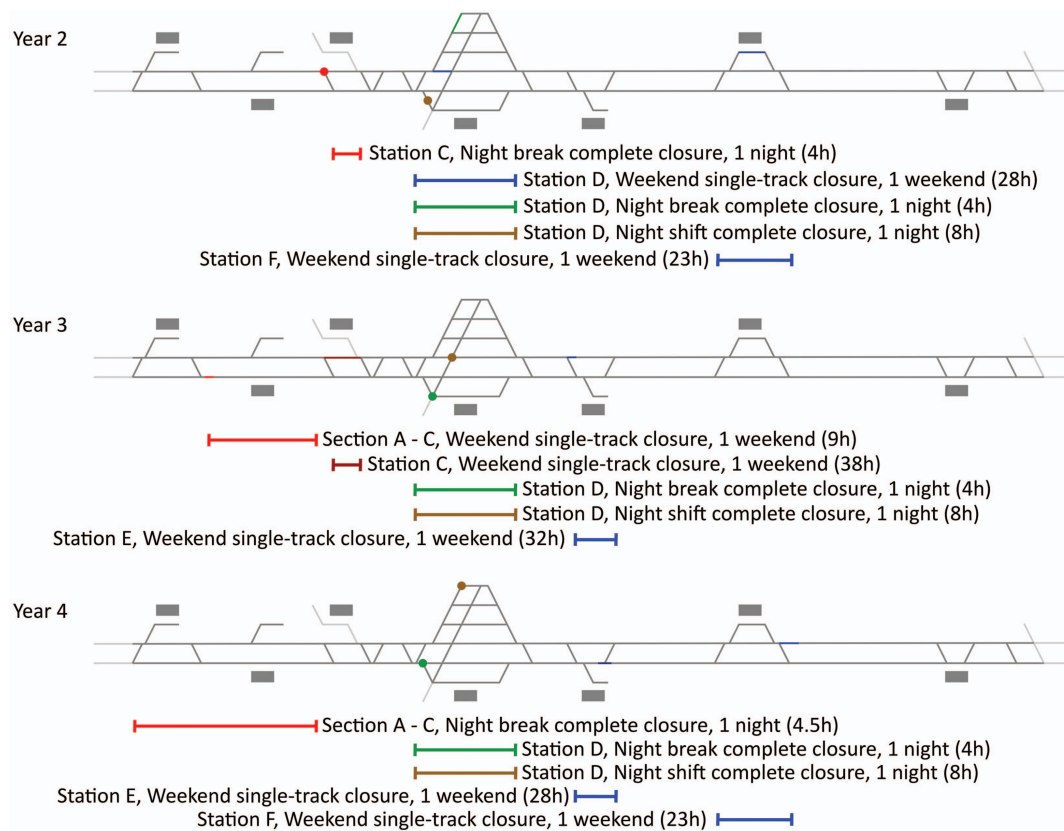 Year 2
Station C, Night break complete closure, 1 night (4h)
Station D, Weekend single-track closure, 1 weekend (28h)
Station D, Night break complete closure, 1 night (4h)
Station D, Night shift complete closure, 1 night (8h)
Station F, Weekend single-track closure, 1 weekend (23h)
Year 3
Section A - C, Weekend single-track closure, 1 weekend (9h)
Station C, Weekend single-track closure, 1 weekend (38h)
Station D, Night break complete closure, 1 night (4h)
Station D, Night shift complete closure, 1 night (8h)
Station E, Weekend single-track closure, 1 weekend (32h)
Year 4
Section A - C, Night break complete closure, 1 night (4.5h)
Station D, Night break complete closure, 1 night (4h)
Station D, Night shift complete closure, 1 night (8h)
Station E, Weekend single-track closure, 1 weekend (28h)
Station F, Weekend single-track closure, 1 weekend (23h)